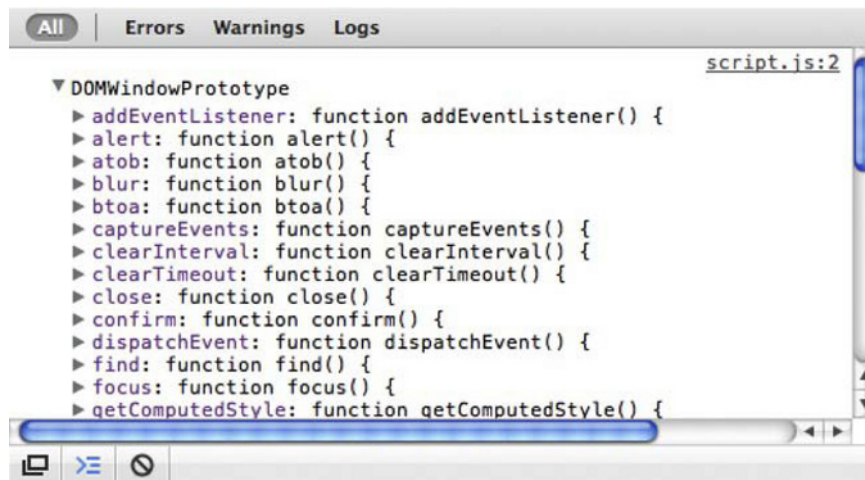 All Errors Warnings Logs
script.js:2
DOMWindowPrototype
addEventListener: function addEventListener() {
alert: function alert() {
atob: function atob() {
blur: function blur() {
btoa: function btoa() {
captureEvents: function captureEvents() {
clearInterval: function clearInterval() {
clearTimeout: function clearTimeout() {
close: function close() {
confirm: function confirm() {
dispatchEvent: function dispatchEvent() {
find: function find() {
focus: function focus() {
getComputedStyle: function getComputedStyle() {